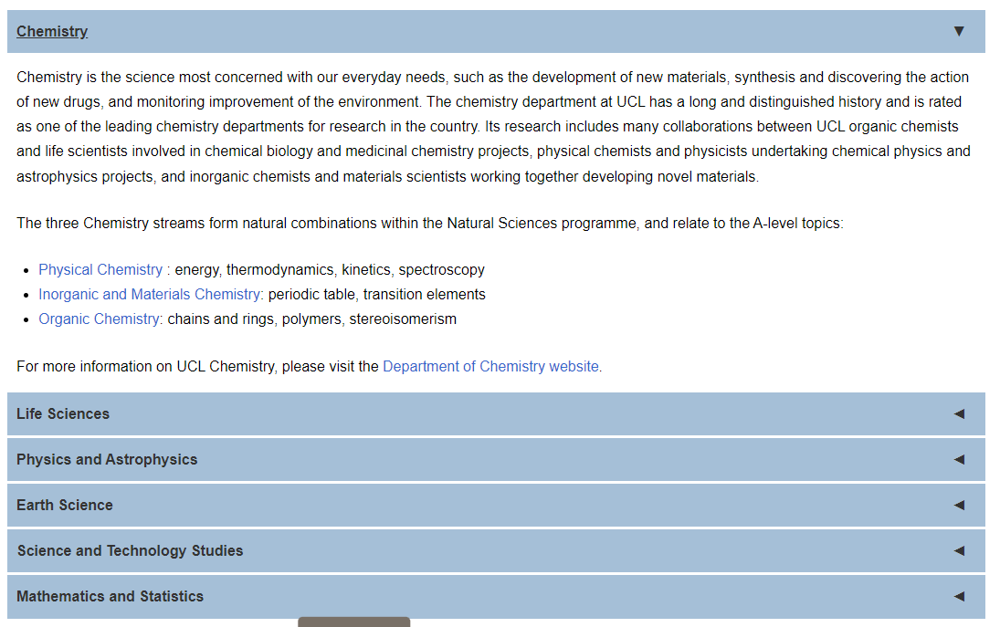 Chemistry
Chemistry is the science most concerned with our everyday needs, such as the development of new materials, synthesis and discovering the action
of new drugs, and monitoring improvement of the environment. The chemistry department at UCL has a long and distinguished history and is rated
as one of the leading chemistry departments for research in the country. Its research includes many collaborations between UCL organic chemists
and life scientists involved in chemical biology and medicinal chemistry projects, physical chemists and physicists undertaking chemical physics and
astrophysics projects, and inorganic chemists and materials scientists working together developing novel materials.
The three Chemistry streams form natural combinations within the Natural Sciences programme, and relate to the A-level topics:
• Physical Chemistry : energy, thermodynamics, kinetics, spectroscopy
• Inorganic and Materials Chemistry: periodic table, transition elements
• Organic Chemistry: chains and rings, polymers, stereoisomerism
For more information on UCL Chemistry, please visit the Department of Chemistry website.
Life Sciences
Physics and Astrophysics
Earth Science
Science and Technology Studies
Mathematics and Statistics